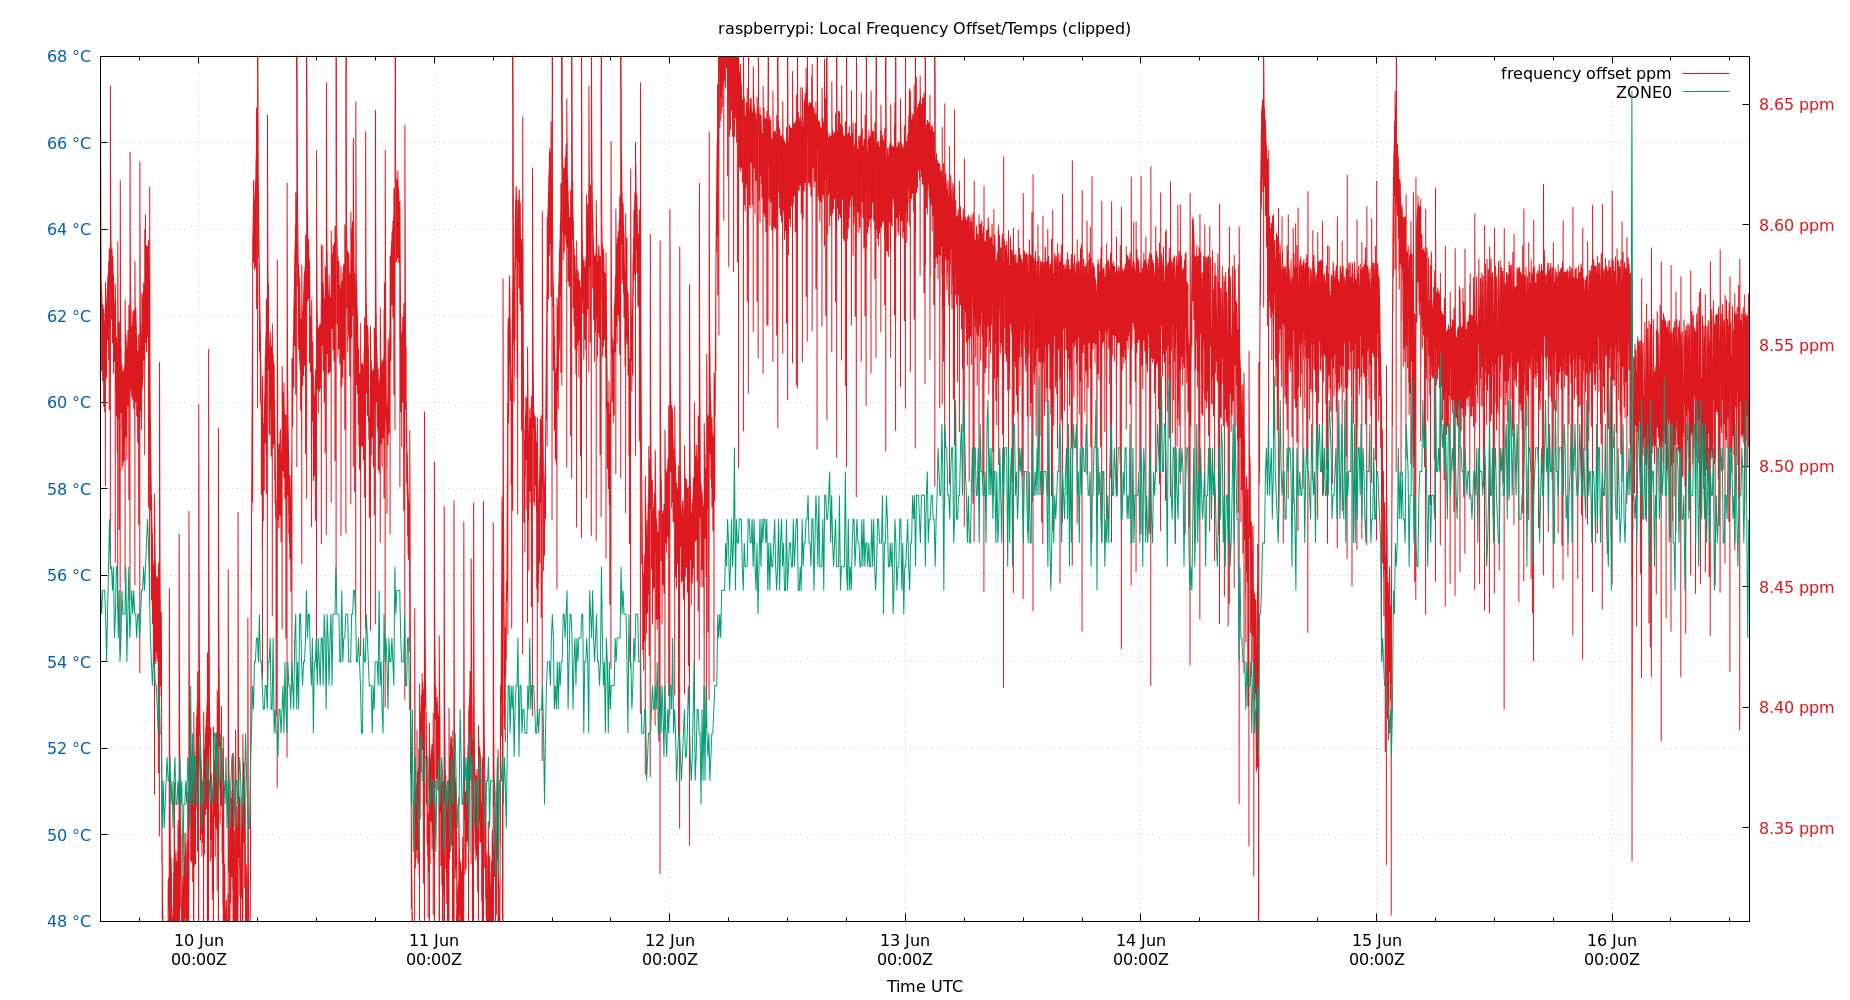 raspberrypi: Local Frequency Offset/Temps (clipped)
frequency offset ppm
ZONE0
68 °C
66 °C
64 °C
62 °C
60 °C
58 °C
56 °C
54 °C
52 °C
50 °C
48 °C
8.65 ppm
8.60 ppm
8.55 ppm
8.50 ppm
8.45 ppm
8.40 ppm
8.35 ppm
10 Jun
00:00Z
11 Jun
00:00Z
12 Jun
00:00Z
13 Jun
00:00Z
14 Jun
00:00Z
15 Jun
00:00Z
16 Jun
00:00Z
Time UTC